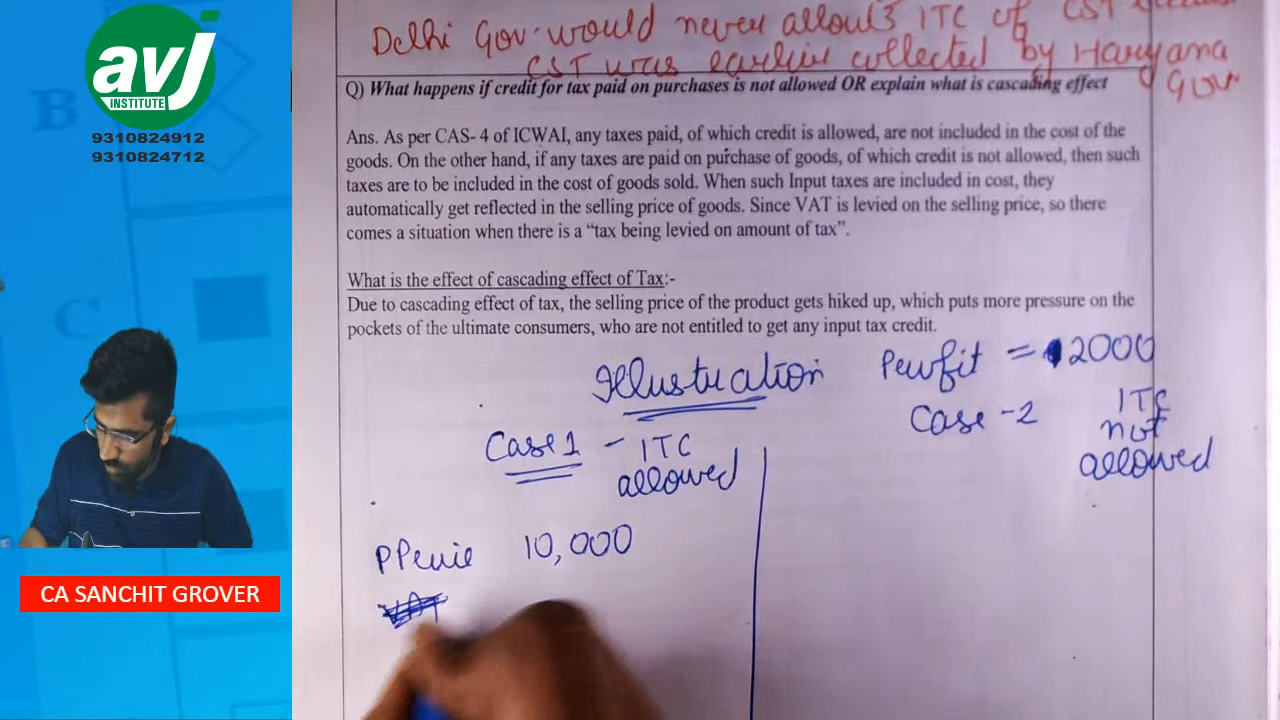 avj
INSTITUTE
9310824912
9310824712
CA SANCHIT GROVER
Delhi Gov. would never allow ITC of CST
CST was earlier collected by Haryana
Gov
Q) What happens if credit for tax paid on purchases is not allowed OR explain what is cascading effect
Ans. As per CAS- 4 of ICWAI, any taxes paid, of which credit is allowed, are not included in the cost of the
goods. On the other hand, if any taxes are paid on purchase of goods, of which credit is not allowed, then such
taxes are to be included in the cost of goods sold. When such Input taxes are included in cost, they
automatically get reflected in the selling price of goods. Since VAT is levied on the selling price, so there
comes a situation when there is a “tax being levied on amount of tax”.
What is the effect of cascading effect of Tax:-
Due to cascading effect of tax, the selling price of the product gets hiked up, which puts more pressure on the
pockets of the ultimate consumers, who are not entitled to get any input tax credit.
Illustration
Profit = 2000
Case 1 - ITC
allowed
Case -2
ITC
not
allowed
PPrice 10,000